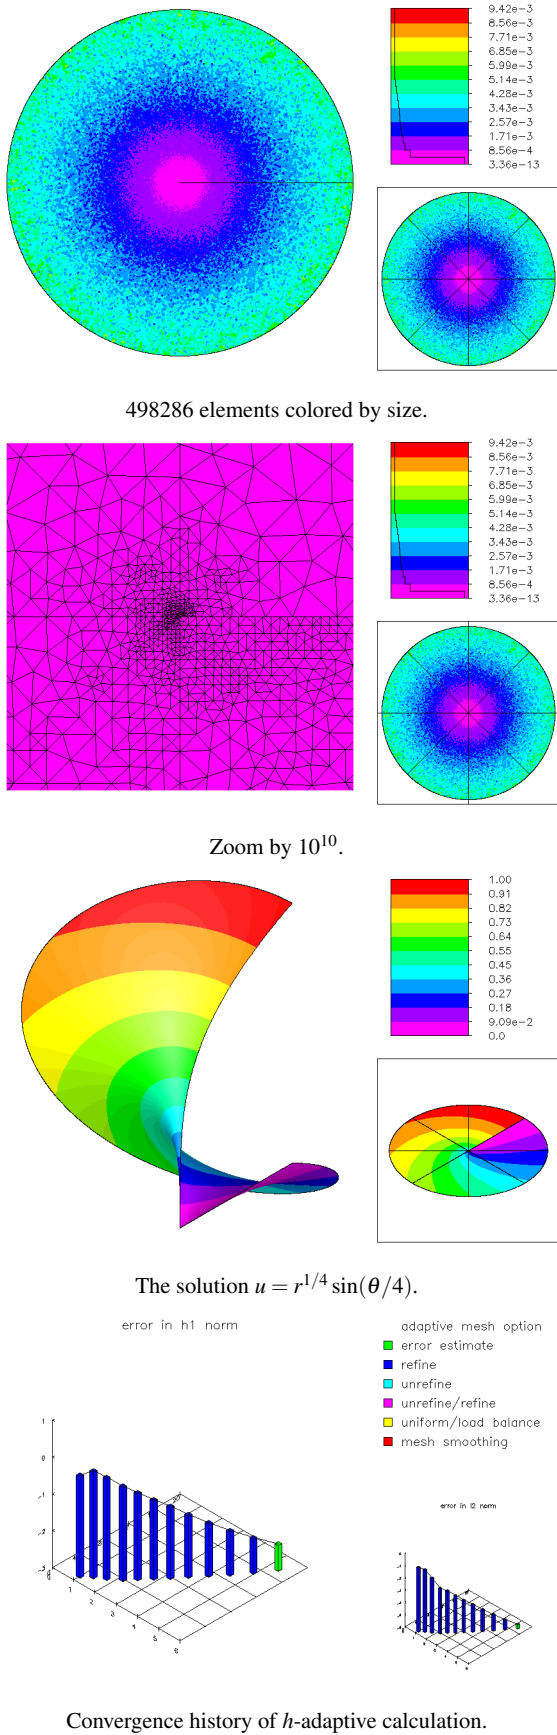 9.42e-3
8.56e-3
7.71e-3
6.85e-3
5.99e-3
5.14e-3
4.28e-3
3.43e-3
2.57e-3
1.71e-3
8.56e-4
3.36e-13
498286 elements colored by size.
9.42e-3
8.56e-3
7.71e-3
6.85e-3
5.99e-3
5.14e-3
4.28e-3
3.43e-3
2.57e-3
1.71e-3
8.56e-4
3.36e-13
Zoom by 10^10.
1.00
0.91
0.82
0.73
0.64
0.55
0.45
0.36
0.27
0.18
9.09e-2
0.0
The solution u = r^{1/4} sin(θ/4).
error in h1 norm
adaptive mesh option
error estimate
refine
unrefine
unrefine/refine
uniform/load balance
mesh smoothing
1
0
-1
-2
-3
1
2
3
4
5
6
error in l2 norm
Convergence history of h-adaptive calculation.